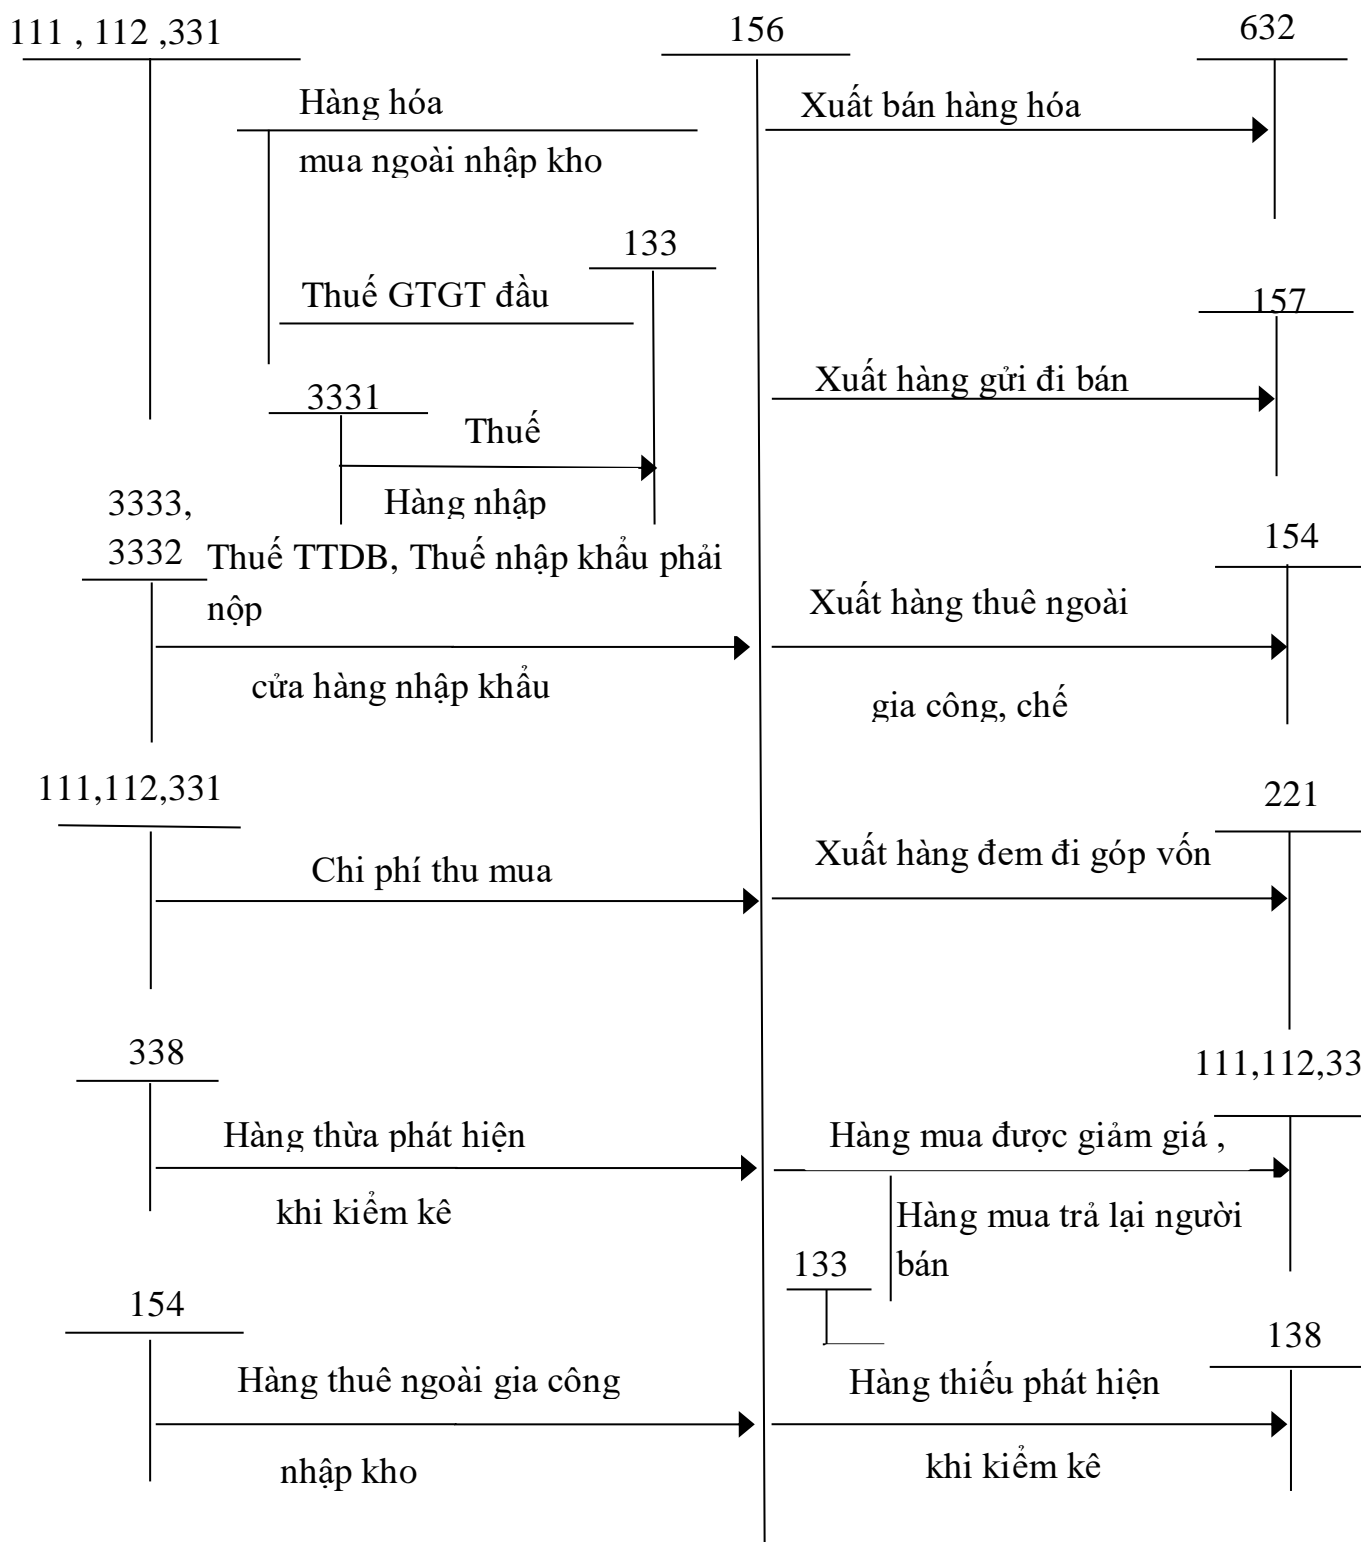 111 , 112 ,331
156
632
Hàng hóa
mua ngoài nhập kho
Xuất bán hàng hóa
133
Thuế GTGT đầu
157
Xuất hàng gửi đi bán
3331
Thuế
Hàng nhập
3333,
3332
Thuế TTDB, Thuế nhập khẩu phải
nộp
cửa hàng nhập khẩu
154
Xuất hàng thuê ngoài
gia công, chế
111,112,331
Chi phí thu mua
221
Xuất hàng đem đi góp vốn
338
Hàng thừa phát hiện
khi kiểm kê
111,112,33
Hàng mua được giảm giá ,
Hàng mua trả lại người
bán
133
154
Hàng thuê ngoài gia công
nhập kho
138
Hàng thiếu phát hiện
khi kiểm kê